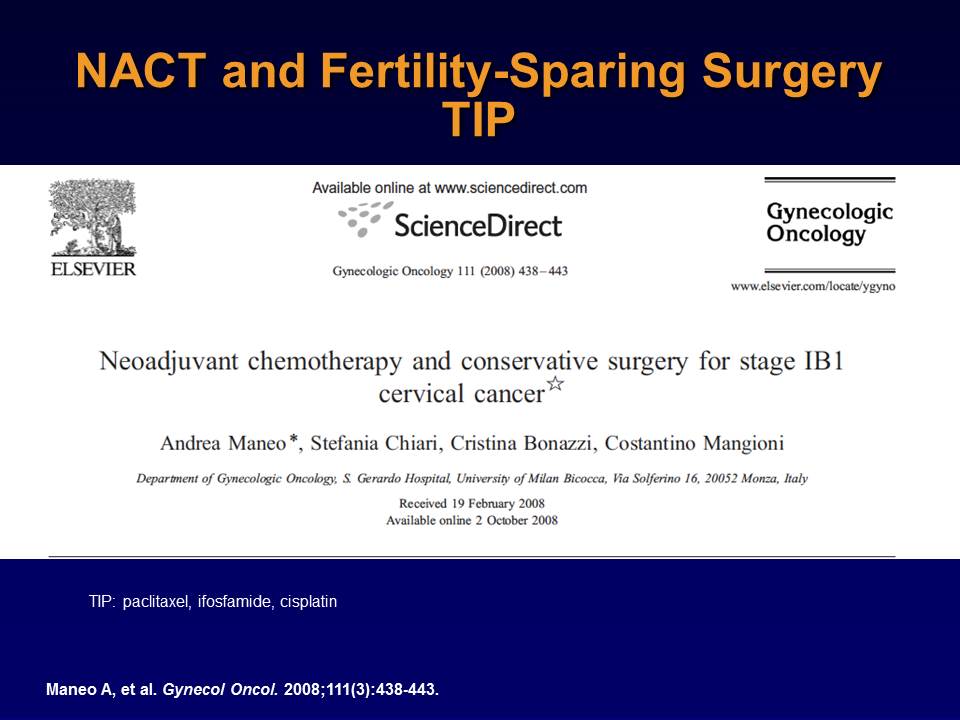 NACT and Fertility-Sparing Surgery
TIP
ELSEVIER
Available online at www.sciencedirect.com
ScienceDirect
Gynecologic Oncology 111 (2008) 438–443
Gynecologic
Oncology
www.elsevier.com/locate/ygyno
Neoadjuvant chemotherapy and conservative surgery for stage IB1
cervical cancer☆
Andrea Maneo*, Stefania Chiari, Cristina Bonazzi, Costantino Mangioni
Department of Gynecologic Oncology, S. Gerardo Hospital, University of Milan Bicocca, Via Solferino 16, 20052 Monza, Italy
Received 19 February 2008
Available online 2 October 2008
TIP: paclitaxel, ifosfamide, cisplatin
Maneo A, et al. Gynecol Oncol. 2008;111(3):438-443.